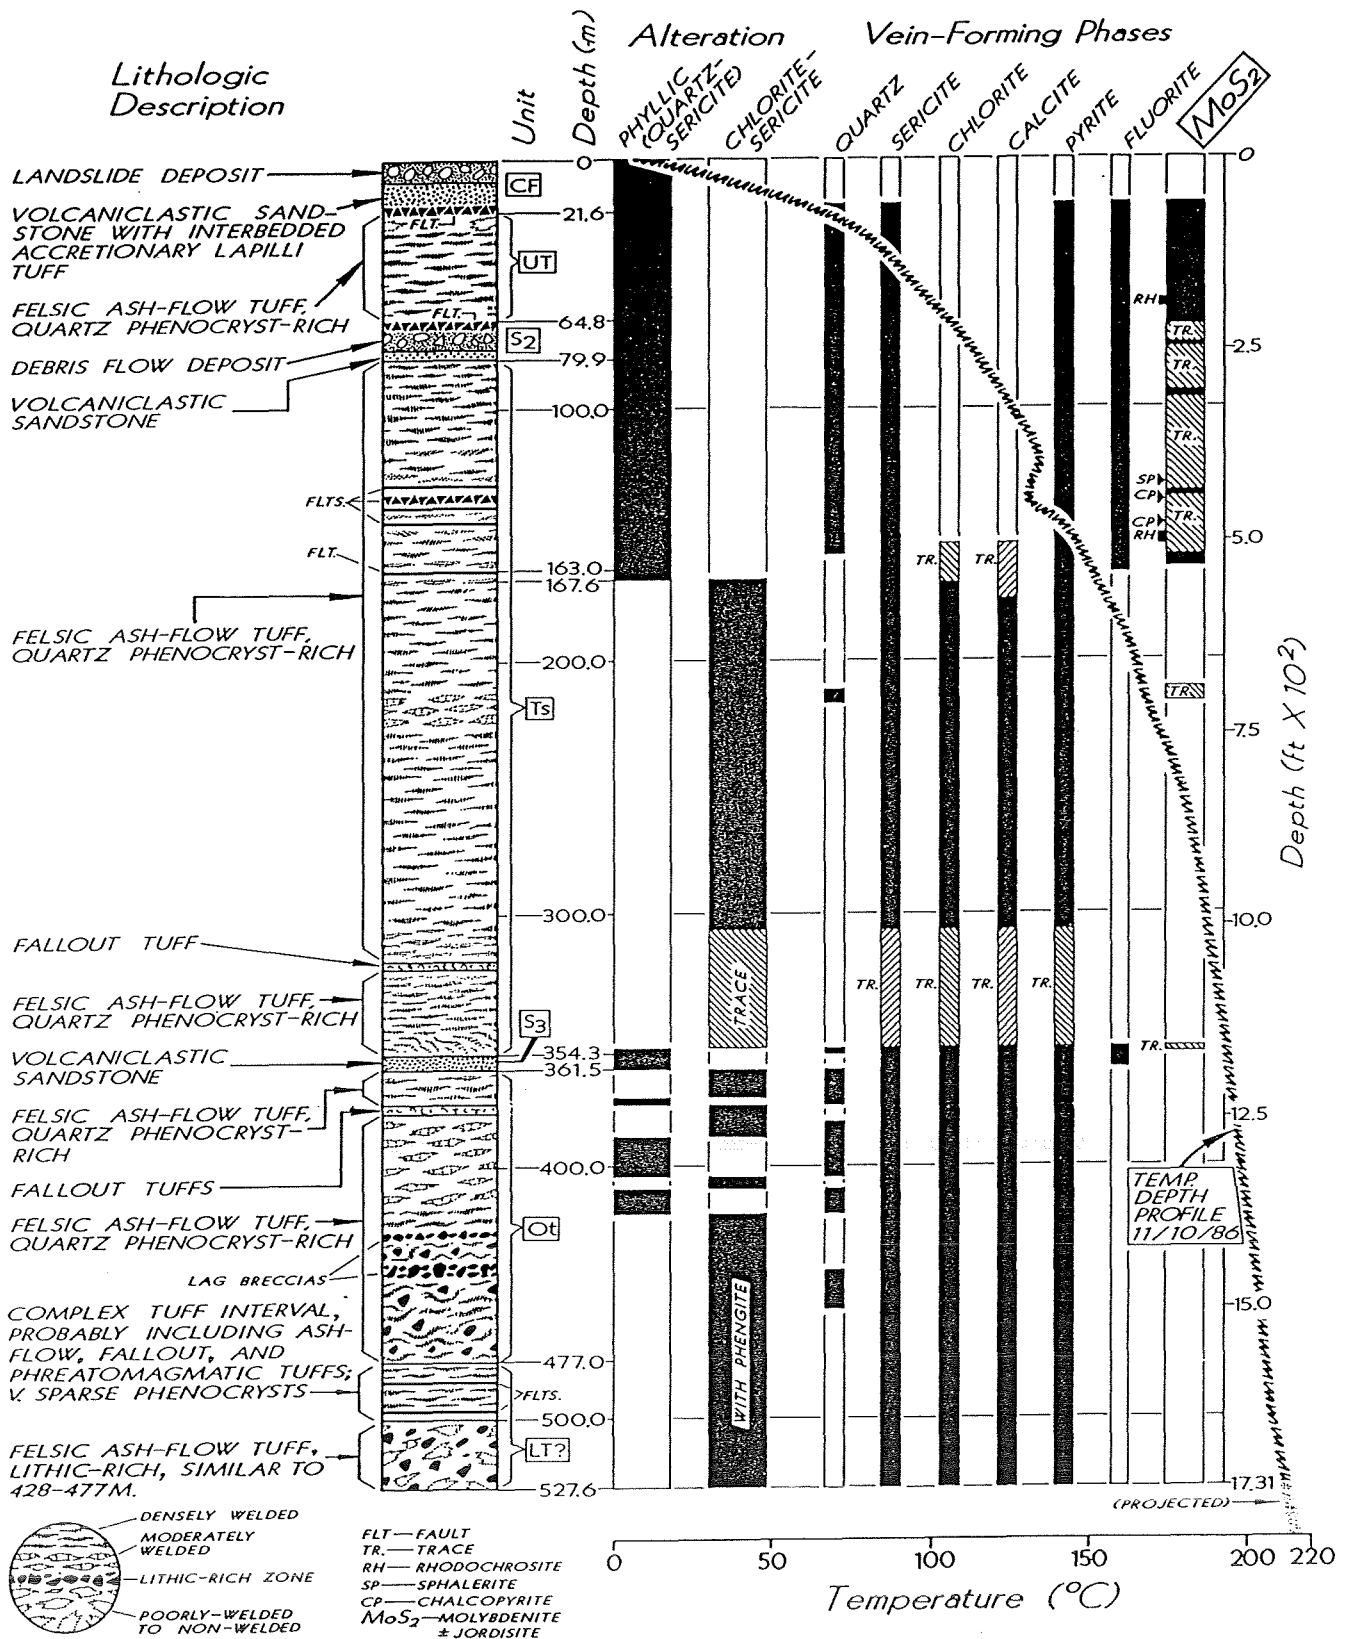 Lithologic
Description
Unit
Depth (m)
Alteration
PHYLLIC
(QUARTZ-
SERICITE)
CHLORITE-
SERICITE
Vein-Forming Phases
QUARTZ
SERICITE
CHLORITE
CALCITE
PYRITE
FLUORITE
MoS2
LANDSLIDE DEPOSIT
VOLCANICLASTIC SAND-
STONE WITH INTERBEDDED
ACCRETIONARY LAPILLI
TUFF
FELSIC ASH-FLOW TUFF,
QUARTZ PHENOCRYST-RICH
DEBRIS FLOW DEPOSIT
VOLCANICLASTIC
SANDSTONE
FLTS.
FLT.
FELSIC ASH-FLOW TUFF,
QUARTZ PHENOCRYST-RICH
FALLOUT TUFF
FELSIC ASH-FLOW TUFF,
QUARTZ PHENOCRYST-RICH
VOLCANICLASTIC
SANDSTONE
FELSIC ASH-FLOW TUFF,
QUARTZ PHENOCRYST-
RICH
FALLOUT TUFFS
FELSIC ASH-FLOW TUFF,
QUARTZ PHENOCRYST-RICH
LAG BRECCIAS
COMPLEX TUFF INTERVAL,
PROBABLY INCLUDING ASH-
FLOW, FALLOUT, AND
PHREATOMAGMATIC TUFFS;
V. SPARSE PHENOCRYSTS
FELSIC ASH-FLOW TUFF,
LITHIC-RICH, SIMILAR TO
428-477M.
FLT.
FLT.
CF
UT
S2
Ts
S3
Ot
>FLTS.
LT?
0
21.6
64.8
79.9
100.0
163.0
167.6
200.0
300.0
354.3
361.5
400.0
477.0
500.0
527.6
TRACE
WITH PHENGITE
TR.
TR.
TR.
TR.
TR.
TR.
RH
SP
CP
CP
RH
TR.
TR.
TR.
TR.
TR.
TR.
0
2.5
5.0
7.5
10.0
12.5
15.0
17.31
Depth (ft X 102)
TEMP.
DEPTH
PROFILE
11/10/86
(PROJECTED)
0
50
100
150
200
220
Temperature (°C)
DENSELY WELDED
MODERATELY
WELDED
LITHIC-RICH ZONE
POORLY-WELDED
TO NON-WELDED
FLT—FAULT
TR.—TRACE
RH—RHODOCHROSITE
SP—SPHALERITE
CP—CHALCOPYRITE
MoS2—MOLYBDENITE
± JORDISITE